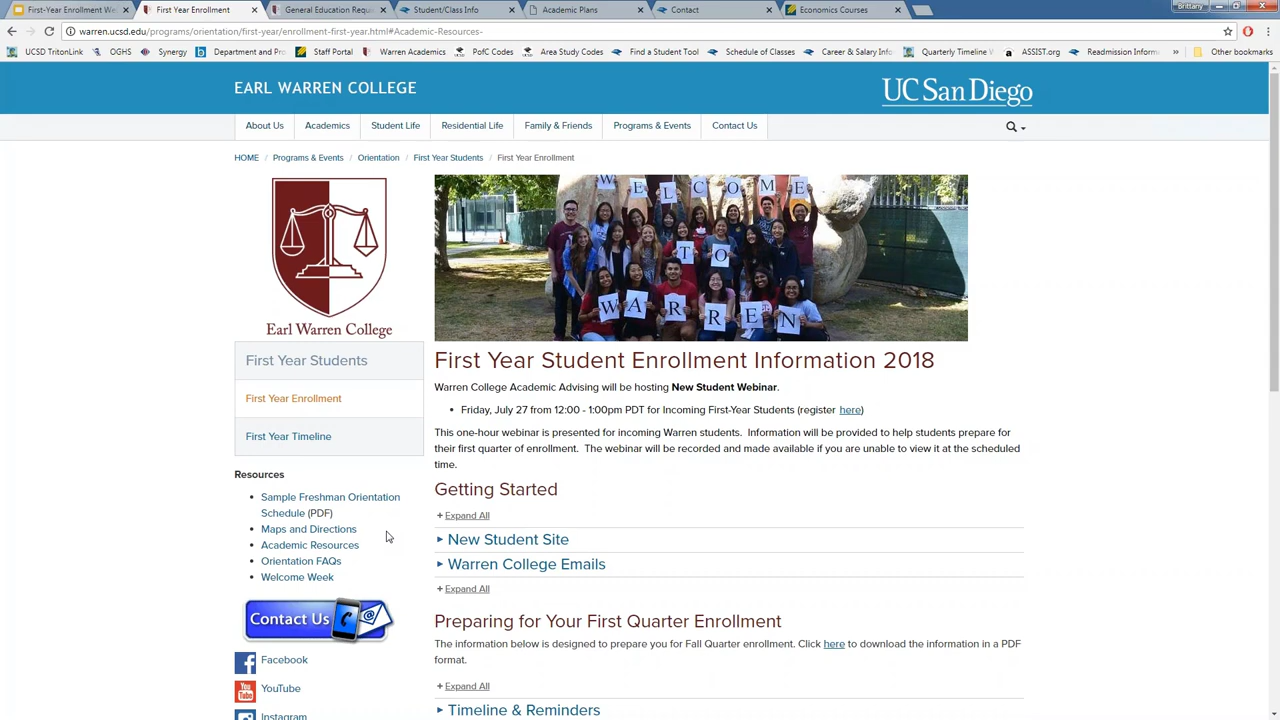 First-Year Enrollment We
First Year Enrollment
General Education Requi
Student/Class Info
Academic Plans
Contact
Economics Courses
Brittany
warren.ucsd.edu/programs/orientation/first-year/enrollment-first-year.html#Academic-Resources-
UCSD TritonLink
OGHS
Synergy
Department and Pro
Staff Portal
Warren Academics
PofC Codes
Area Study Codes
Find a Student Tool
Schedule of Classes
Career & Salary Info
Quarterly Timeline
ASSIST.org
Readmission Inform
Other bookmarks
EARL WARREN COLLEGE
UC San Diego
About Us
Academics
Student Life
Residential Life
Family & Friends
Programs & Events
Contact Us
HOME / Programs & Events / Orientation / First Year Students / First Year Enrollment
WELCOME
TO
WARREN
Earl Warren College
First Year Students
First Year Enrollment
First Year Timeline
Resources
Sample Freshman Orientation
Schedule (PDF)
Maps and Directions
Academic Resources
Orientation FAQs
Welcome Week
Contact Us
Facebook
YouTube
Instagram
First Year Student Enrollment Information 2018
Warren College Academic Advising will be hosting New Student Webinar.
Friday, July 27 from 12:00 - 1:00pm PDT for Incoming First-Year Students (register here)
This one-hour webinar is presented for incoming Warren students. Information will be provided to help students prepare for
their first quarter of enrollment. The webinar will be recorded and made available if you are unable to view it at the scheduled
time.
Getting Started
+ Expand All
New Student Site
Warren College Emails
+ Expand All
Preparing for Your First Quarter Enrollment
The information below is designed to prepare you for Fall Quarter enrollment. Click here to download the information in a PDF
format.
+ Expand All
Timeline & Reminders